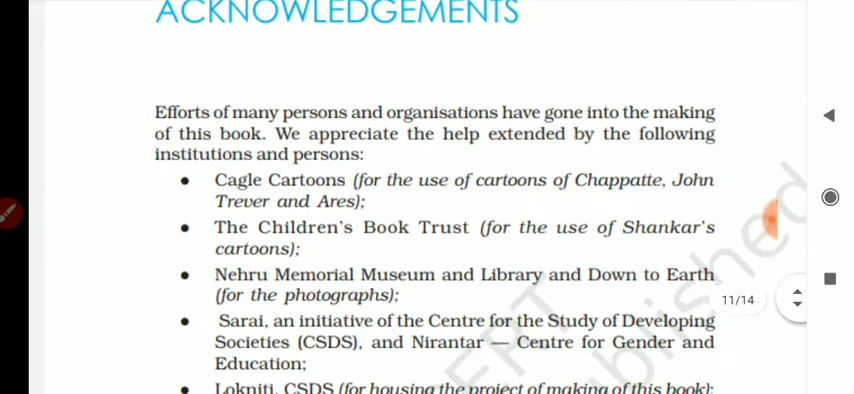 ACKNOWLEDGEMENTS
Efforts of many persons and organisations have gone into the making
of this book. We appreciate the help extended by the following
institutions and persons:
• Cagle Cartoons (for the use of cartoons of Chappatte, John
Trever and Ares);
• The Children's Book Trust (for the use of Shankar's
cartoons);
• Nehru Memorial Museum and Library and Down to Earth
(for the photographs);
• Sarai, an initiative of the Centre for the Study of Developing
Societies (CSDS), and Nirantar — Centre for Gender and
Education;
• Lokniti, CSDS (for housing the project of making of this book);
11/14